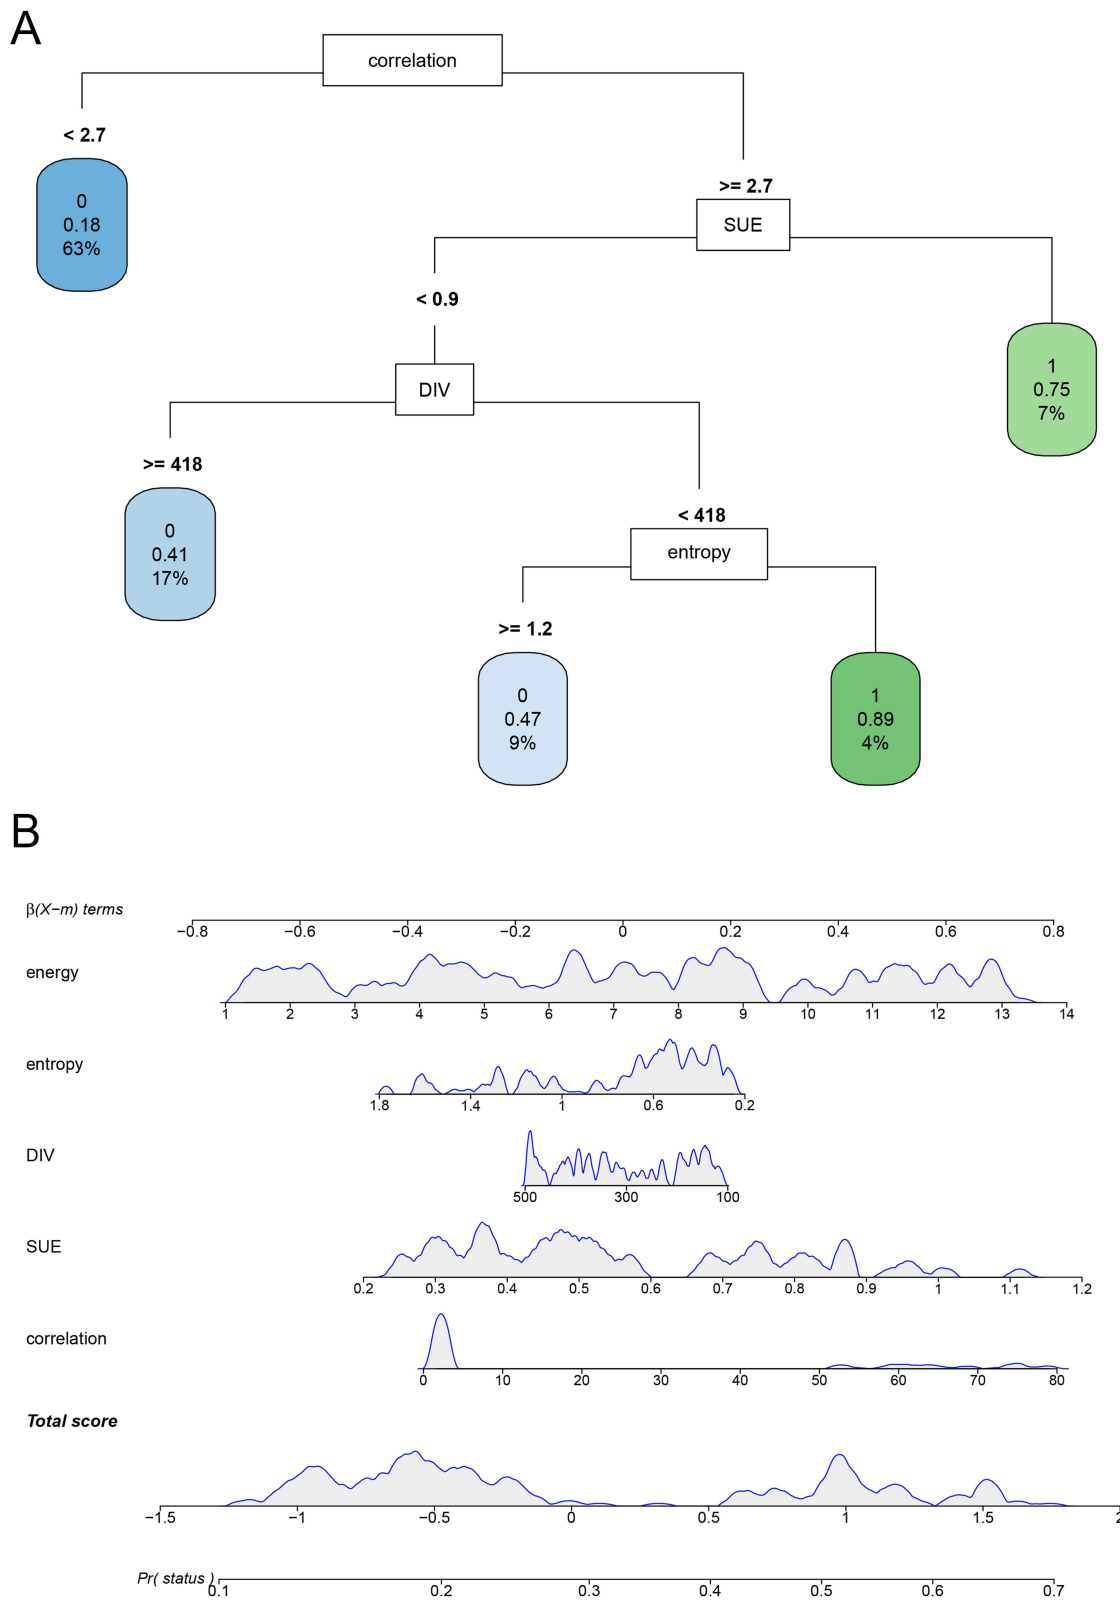 A
correlation
< 2.7
0
0.18
63%
>= 2.7
SUE
< 0.9
1
0.75
7%
DIV
>= 418
0
0.41
17%
< 418
entropy
>= 1.2
0
0.47
9%
1
0.89
4%
B
β(X−m) terms
−0.8 −0.6 −0.4 −0.2 0 0.2 0.4 0.6 0.8
energy
1 2 3 4 5 6 7 8 9 10 11 12 13 14
entropy
1.8 1.4 1 0.6 0.2
DIV
500 300 100
SUE
0.2 0.3 0.4 0.5 0.6 0.7 0.8 0.9 1 1.1 1.2
correlation
0 10 20 30 40 50 60 70 80
Total score
−1.5 −1 −0.5 0 0.5 1 1.5 2
Pr( status )
0.1 0.2 0.3 0.4 0.5 0.6 0.7